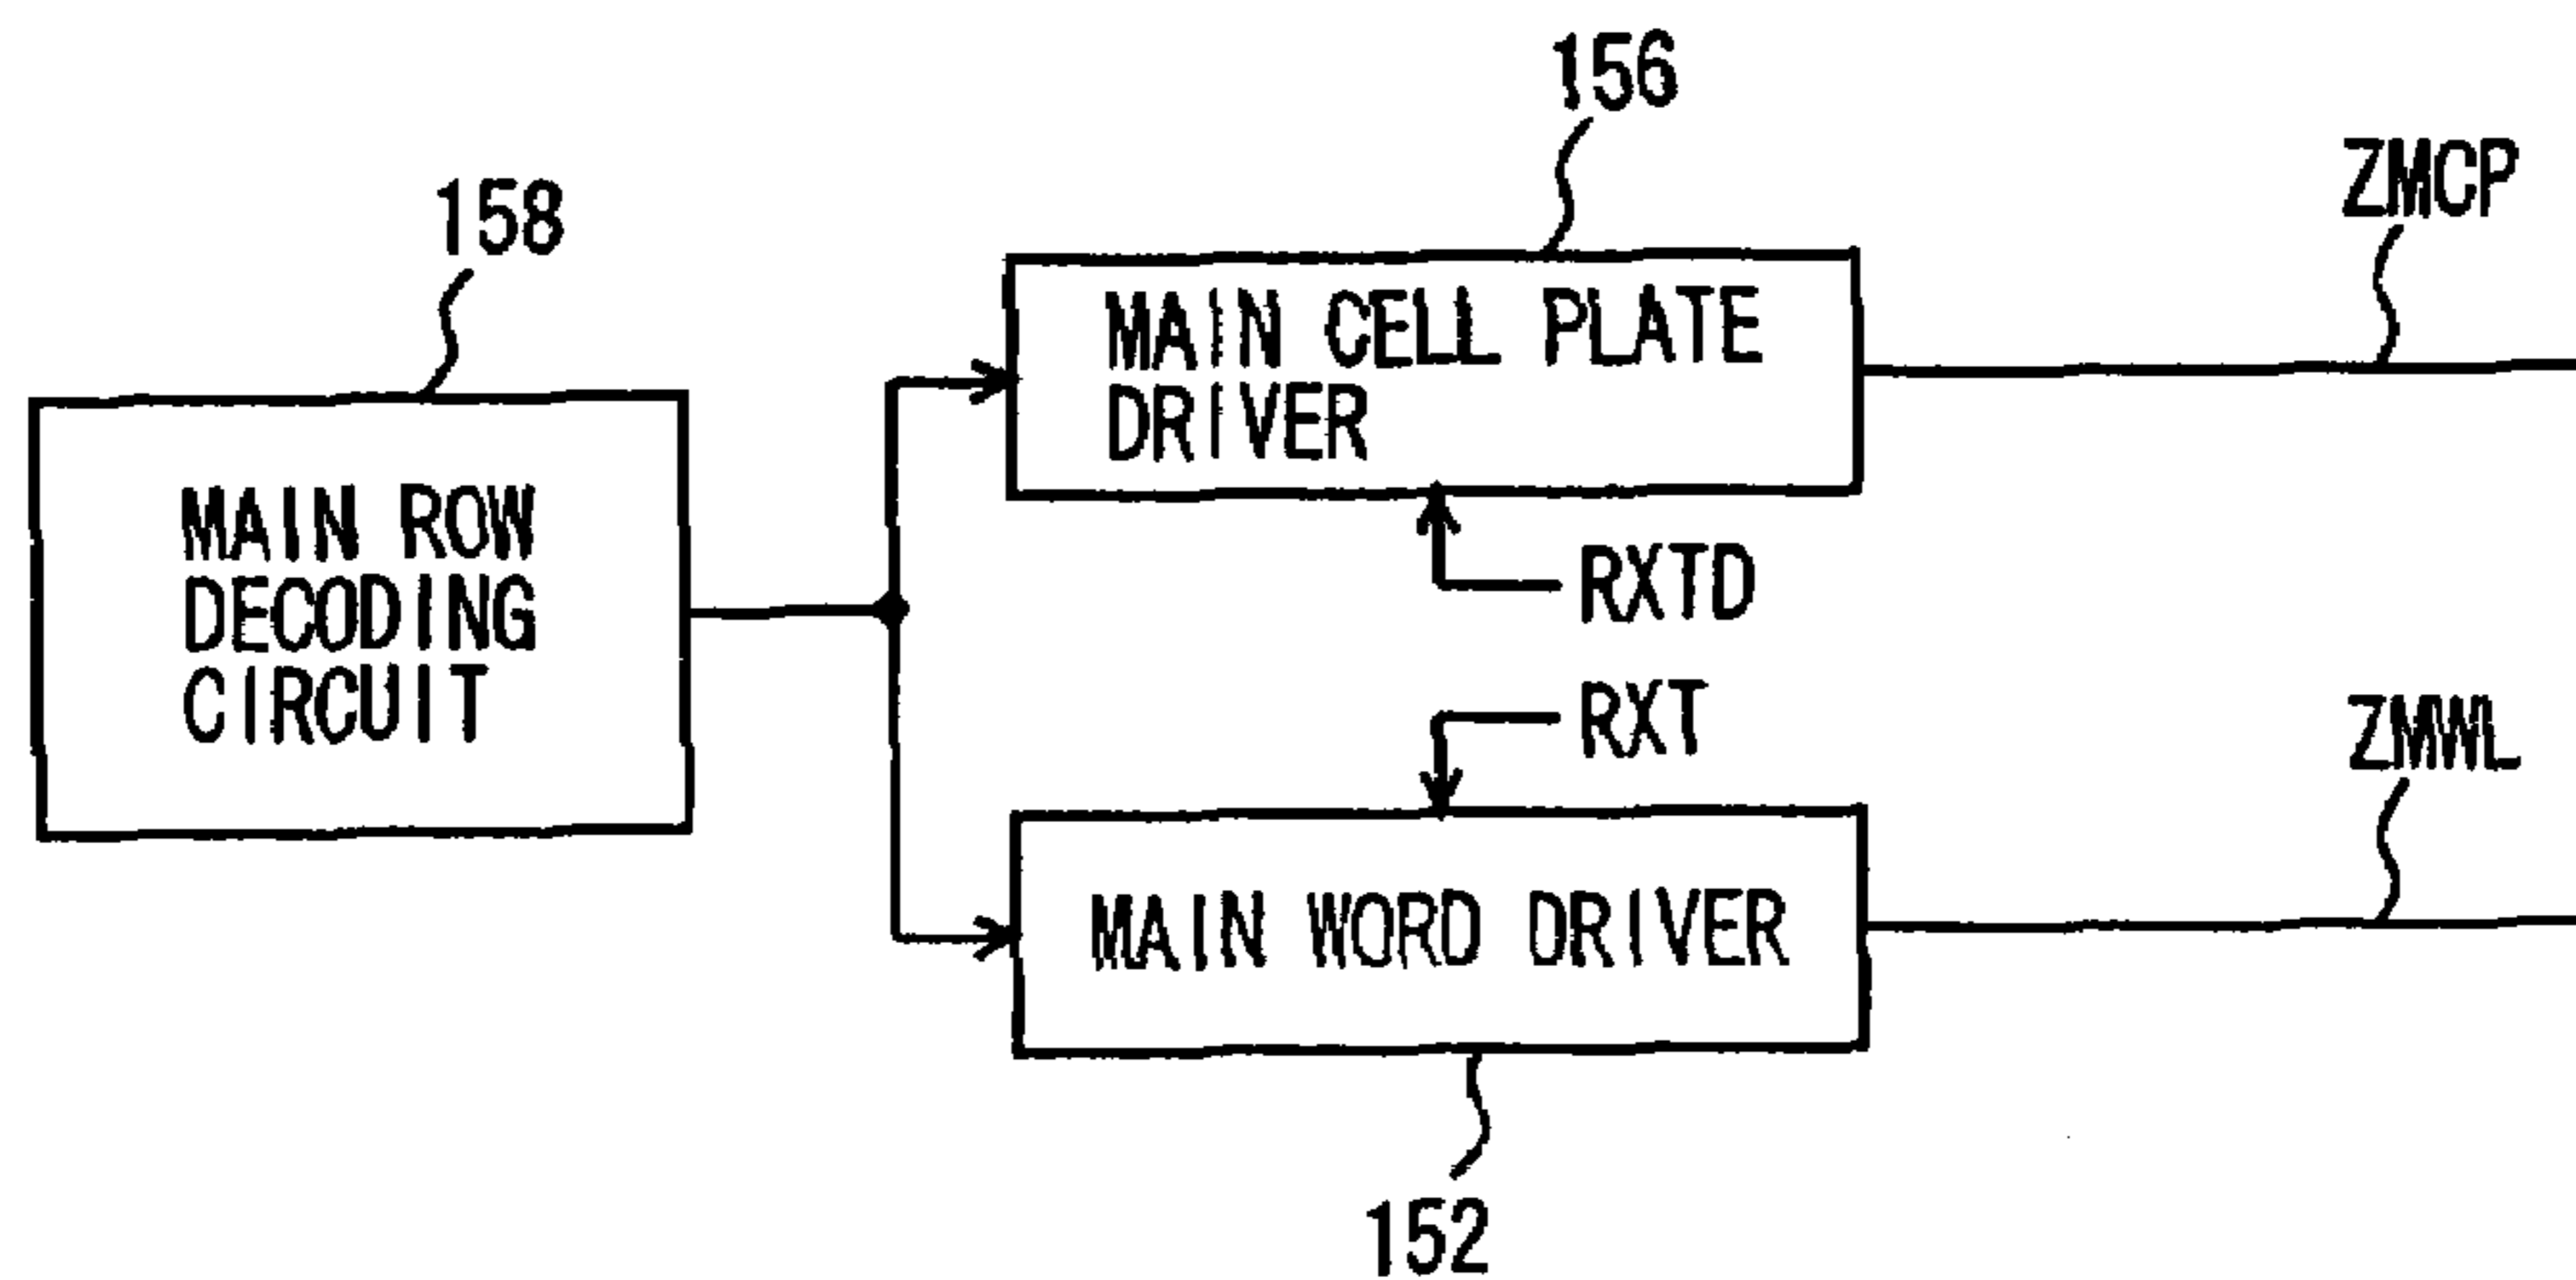 156
ZMCP
158
MAIN CELL PLATE
DRIVER
MAIN ROW
DECODING
CIRCUIT
RXTD
RXT
ZMWL
MAIN WORD DRIVER
152